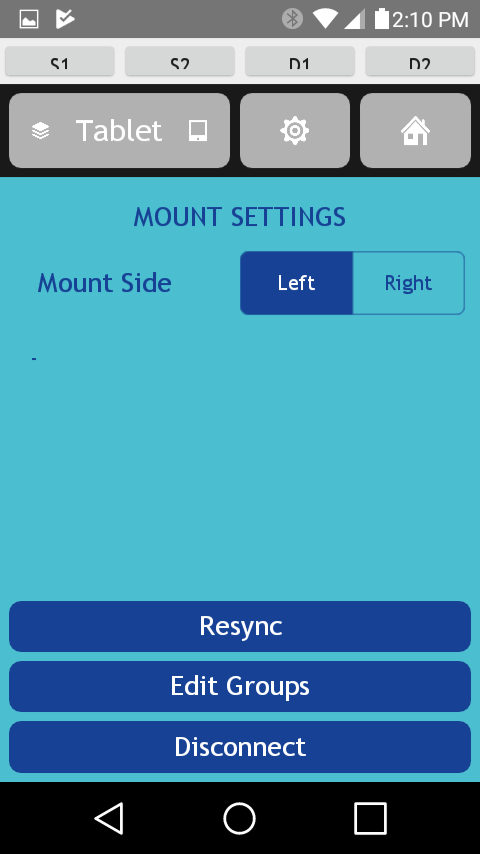 2:10 PM
S1 S2 D1 D2
Tablet
MOUNT SETTINGS
Mount Side Left Right
-
Resync
Edit Groups
Disconnect